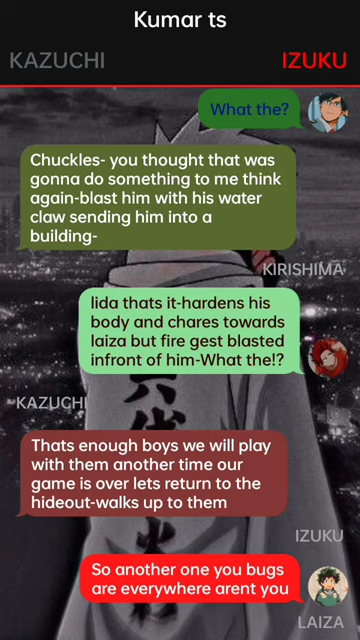 Kumar ts
KAZUCHI
IZUKU
What the?
Chuckles- you thought that was
gonna do something to me think
again-blast him with his water
claw sending him into a
building-
KIRISHIMA
Iida thats it-hardens his
body and chares towards
laiza but fire gest blasted
infront of him-What the!?
KAZUCHI
Thats enough boys we will play
with them another time our
game is over lets return to the
hideout-walks up to them
IZUKU
So another one you bugs
are everywhere arent you
LAIZA